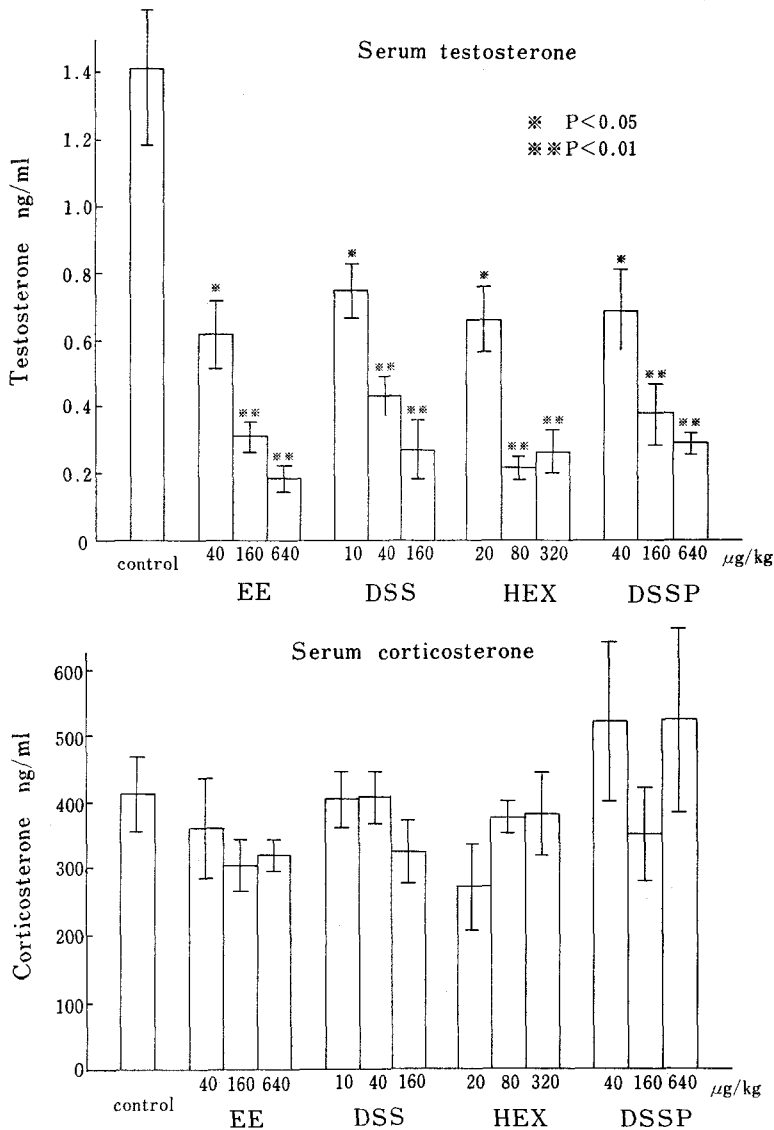 Serum testosterone
※ P<0.05
※※P<0.01
Testosterone ng/ml
1.4
1.2
1.0
0.8
0.6
0.4
0.2
0
※
※※
※※
※
※※
※※
※
※※
※※
※
※※
※※
control
40 160 640
10 40 160
20 80 320
40 160 640
μg/kg
EE
DSS
HEX
DSSP
Serum corticosterone
Corticosterone ng/ml
600
500
400
300
200
100
0
control
40 160 640
10 40 160
20 80 320
40 160 640
μg/kg
EE
DSS
HEX
DSSP